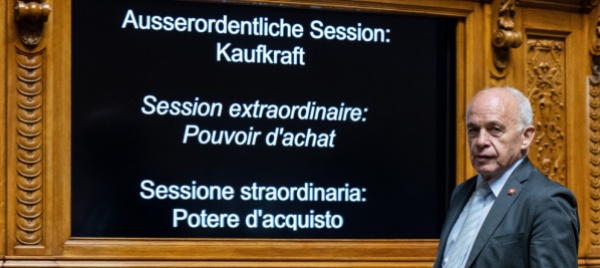 Ausserordentliche Session:
Kaufkraft
Session extraordinaire:
Pouvoir d'achat
Sessione straordinaria:
Potere d'acquisto